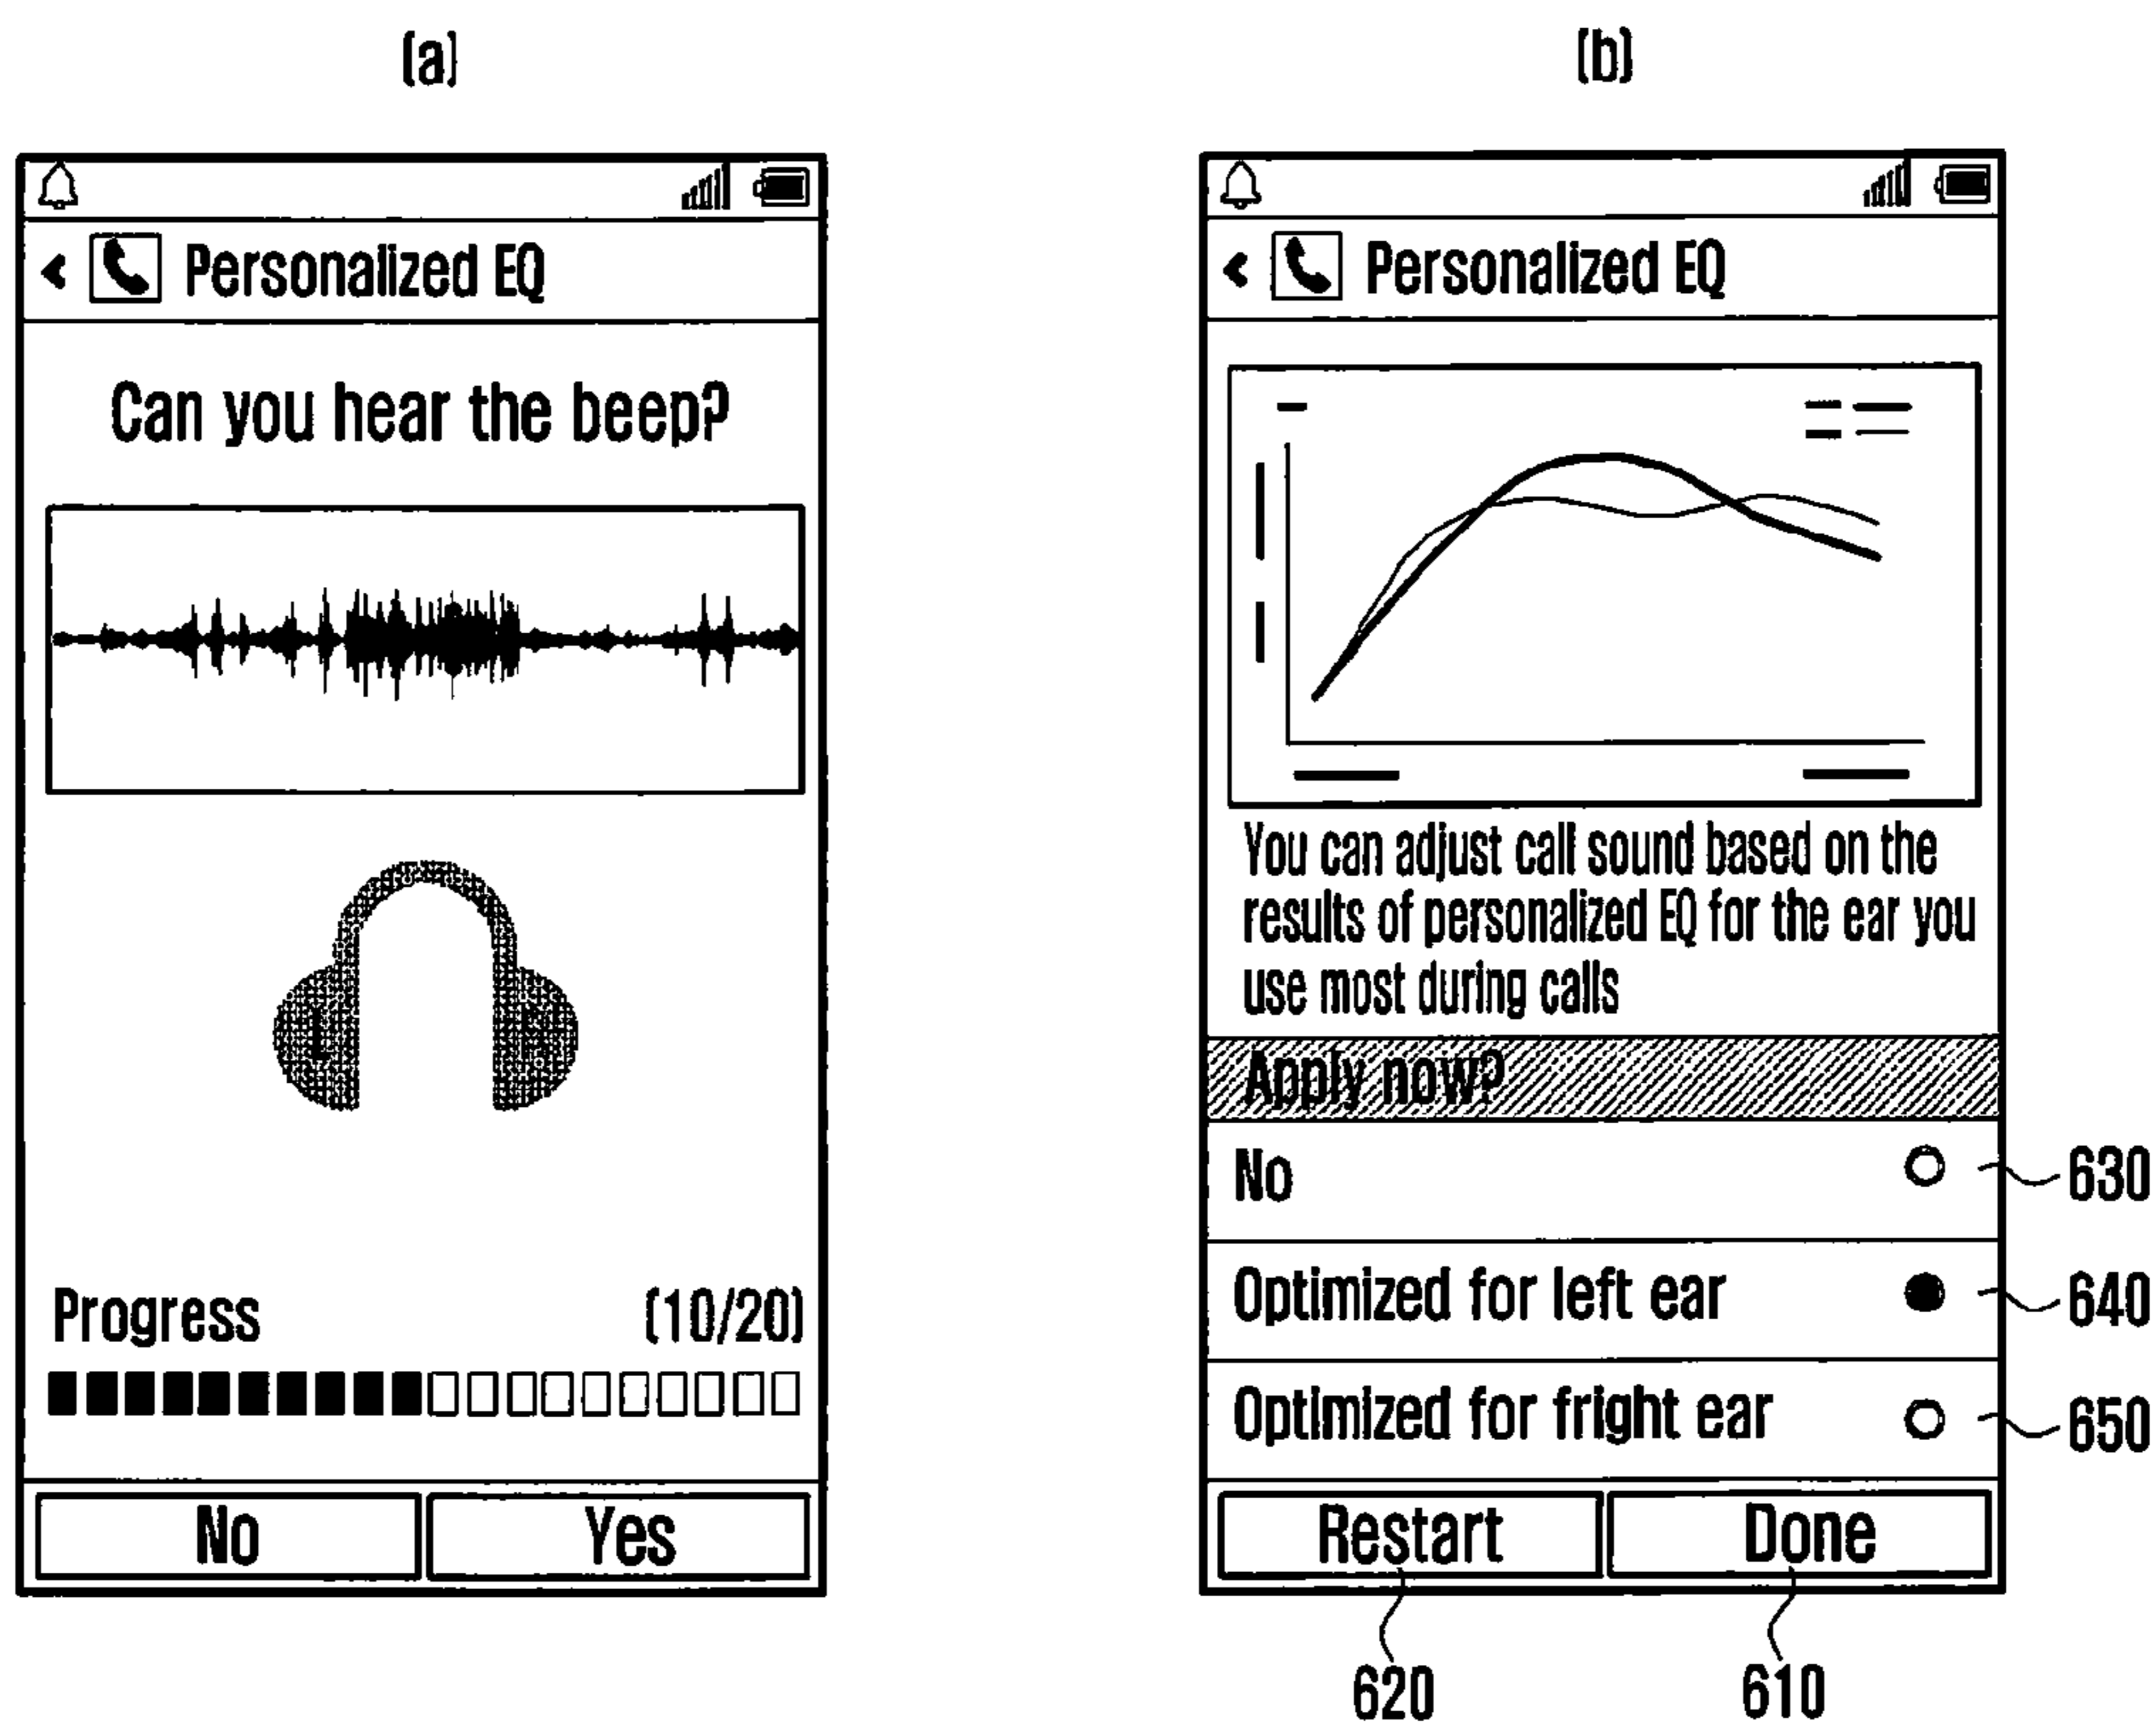 (a)
Personalized EQ
Can you hear the beep?
Progress (10/20)
No Yes
(b)
Personalized EQ
You can adjust call sound based on the
results of personalized EQ for the ear you
use most during calls
Apply now?
No
630
Optimized for left ear
640
Optimized for fright ear
650
Restart Done
620 610